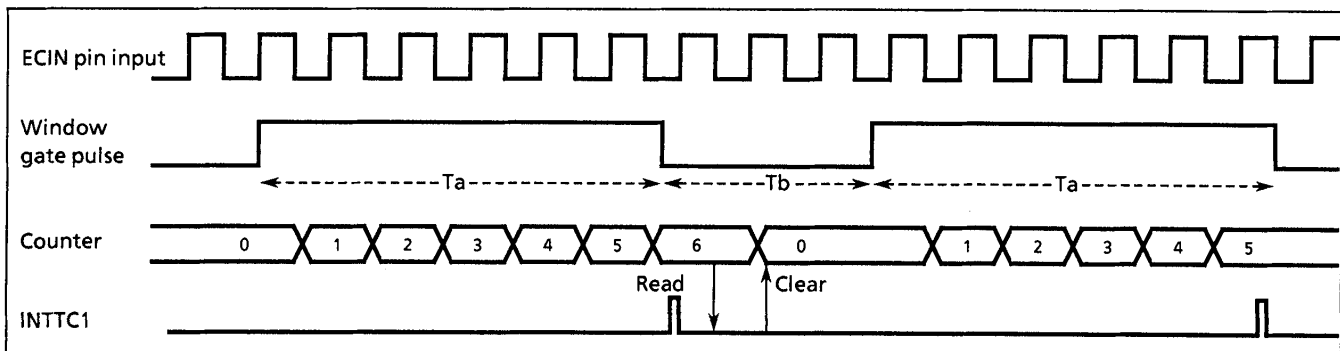 ECIN pin input
Window
gate pulse
Ta
Tb
Ta
Counter
0 1 2 3 4 5 6 0 1 2 3 4 5
Read
Clear
INTTC1